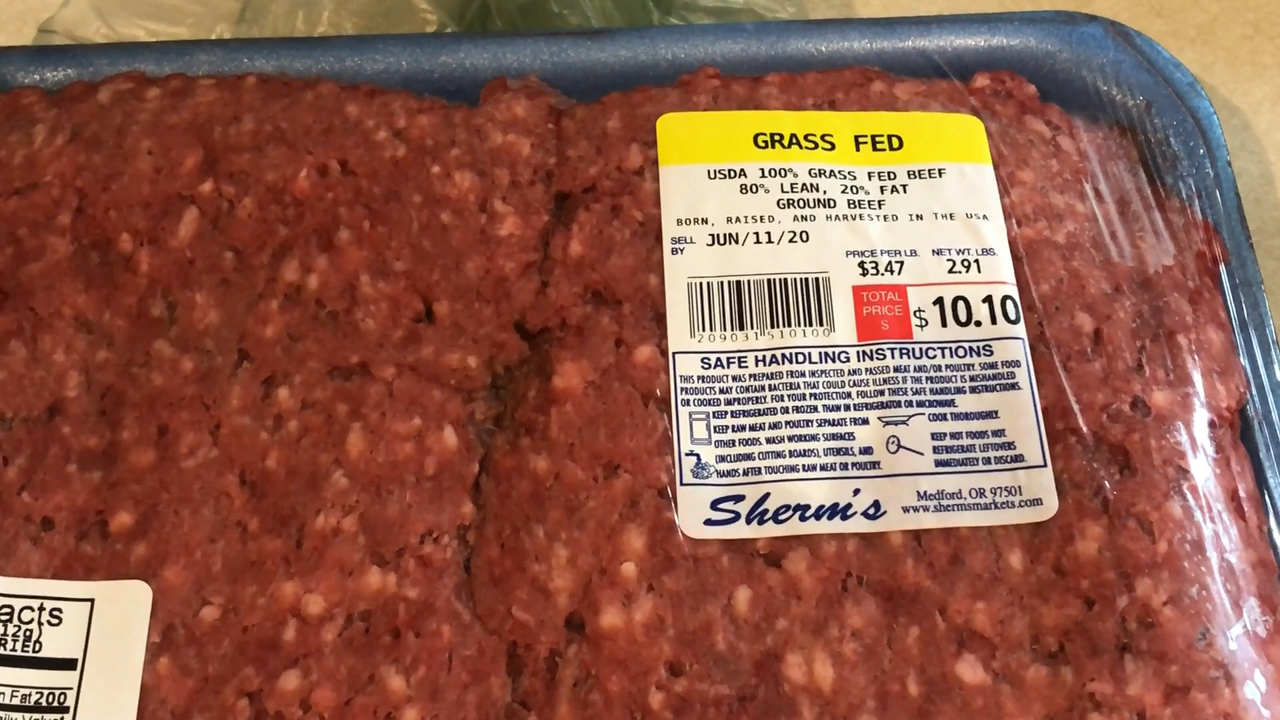 GRASS FED
USDA 100% GRASS FED BEEF
80% LEAN, 20% FAT
GROUND BEEF
BORN, RAISED, AND HARVESTED IN THE USA
SELL BY JUN/11/20
PRICE PER LB. NET WT. LBS.
$3.47 2.91
TOTAL PRICE S $10.10
209031510100
SAFE HANDLING INSTRUCTIONS
THIS PRODUCT WAS PREPARED FROM INSPECTED AND PASSED MEAT AND/OR POULTRY. SOME FOOD
PRODUCTS MAY CONTAIN BACTERIA THAT COULD CAUSE ILLNESS IF THE PRODUCT IS MISHANDLED
OR COOKED IMPROPERLY. FOR YOUR PROTECTION, FOLLOW THESE SAFE HANDLING INSTRUCTIONS.
KEEP REFRIGERATED OR FROZEN. THAW IN REFRIGERATOR OR MICROWAVE.
KEEP RAW MEAT AND POULTRY SEPARATE FROM
OTHER FOODS. WASH WORKING SURFACES
(INCLUDING CUTTING BOARDS), UTENSILS, AND
HANDS AFTER TOUCHING RAW MEAT OR POULTRY.
COOK THOROUGHLY.
KEEP HOT FOODS HOT.
REFRIGERATE LEFTOVERS
IMMEDIATELY OR DISCARD.
Sherm's
Medford, OR 97501
www.shermsmarkets.com
acts
12g)
RIED
n Fat 200